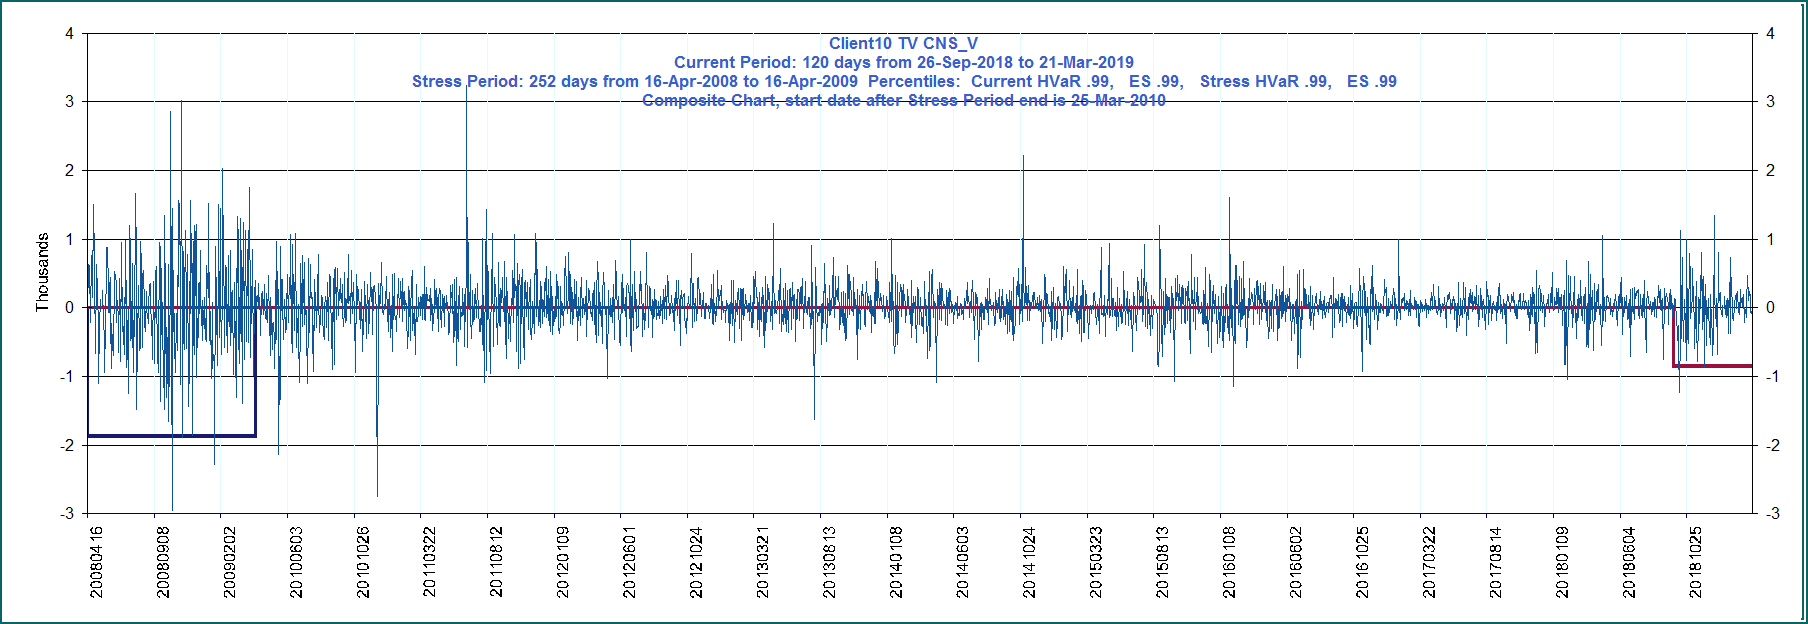 Client10 TV CNS_V
Current Period: 120 days from 26-Sep-2018 to 21-Mar-2019
Stress Period: 252 days from 16-Apr-2008 to 16-Apr-2009  Percentiles:  Current HVaR .99,   ES .99,   Stress HVaR .99,   ES .99
Composite Chart, start date after Stress Period end is 25-Mar-2010
4 4
3 3
2 2
1 1
0 0
-1 -1
-2 -2
-3 -3
Thousands
20080416 20080908 20090202 20100603 20101026 20110322 20110812 20120109 20120601 20121024 20130321 20130813 20140108 20140603 20141024 20150323 20150813 20160108 20160602 20161025 20170322 20170814 20180109 20180604 20181025